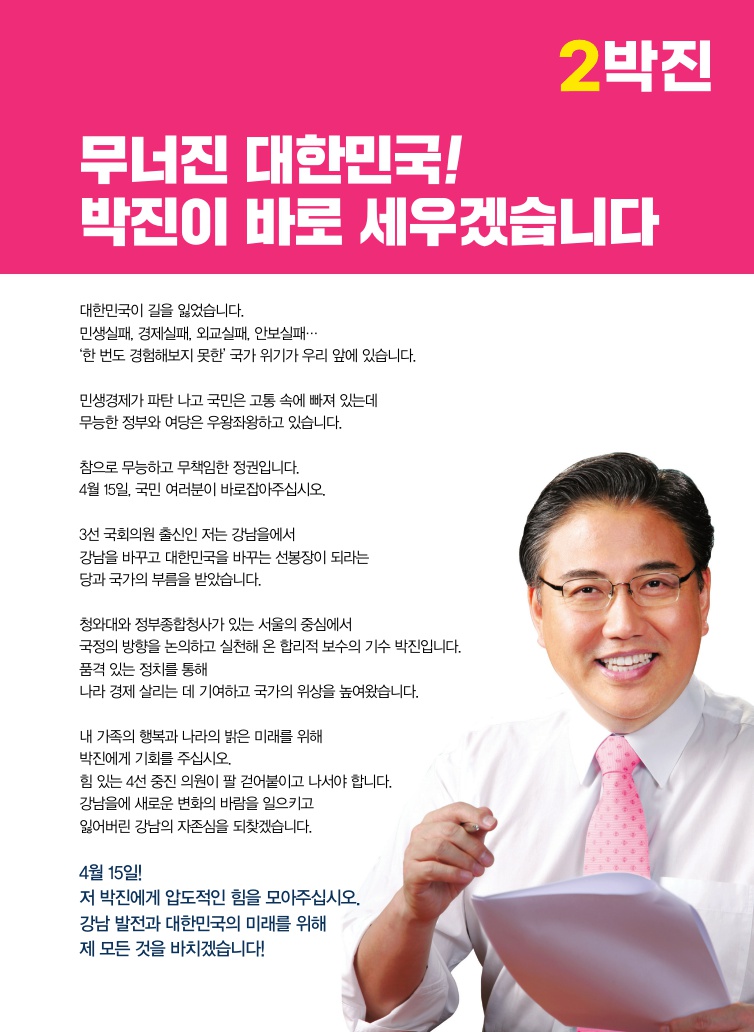 2박진
무너진 대한민국!
박진이 바로 세우겠습니다
대한민국이 길을 잃었습니다.
민생실패, 경제실패, 외교실패, 안보실패…
‘한 번도 경험해보지 못한’ 국가 위기가 우리 앞에 있습니다.
민생경제가 파탄 나고 국민은 고통 속에 빠져 있는데
무능한 정부와 여당은 우왕좌왕하고 있습니다.
참으로 무능하고 무책임한 정권입니다.
4월 15일, 국민 여러분이 바로잡아주십시오.
3선 국회의원 출신인 저는 강남을에서
강남을 바꾸고 대한민국을 바꾸는 선봉장이 되라는
당과 국가의 부름을 받았습니다.
청와대와 정부종합청사가 있는 서울의 중심에서
국정의 방향을 논의하고 실천해 온 합리적 보수의 기수 박진입니다.
품격 있는 정치를 통해
나라 경제 살리는 데 기여하고 국가의 위상을 높여왔습니다.
내 가족의 행복과 나라의 밝은 미래를 위해
박진에게 기회를 주십시오.
힘 있는 4선 중진 의원이 팔 걷어붙이고 나서야 합니다.
강남을에 새로운 변화의 바람을 일으키고
잃어버린 강남의 자존심을 되찾겠습니다.
4월 15일!
저 박진에게 압도적인 힘을 모아주십시오.
강남 발전과 대한민국의 미래를 위해
제 모든 것을 바치겠습니다!